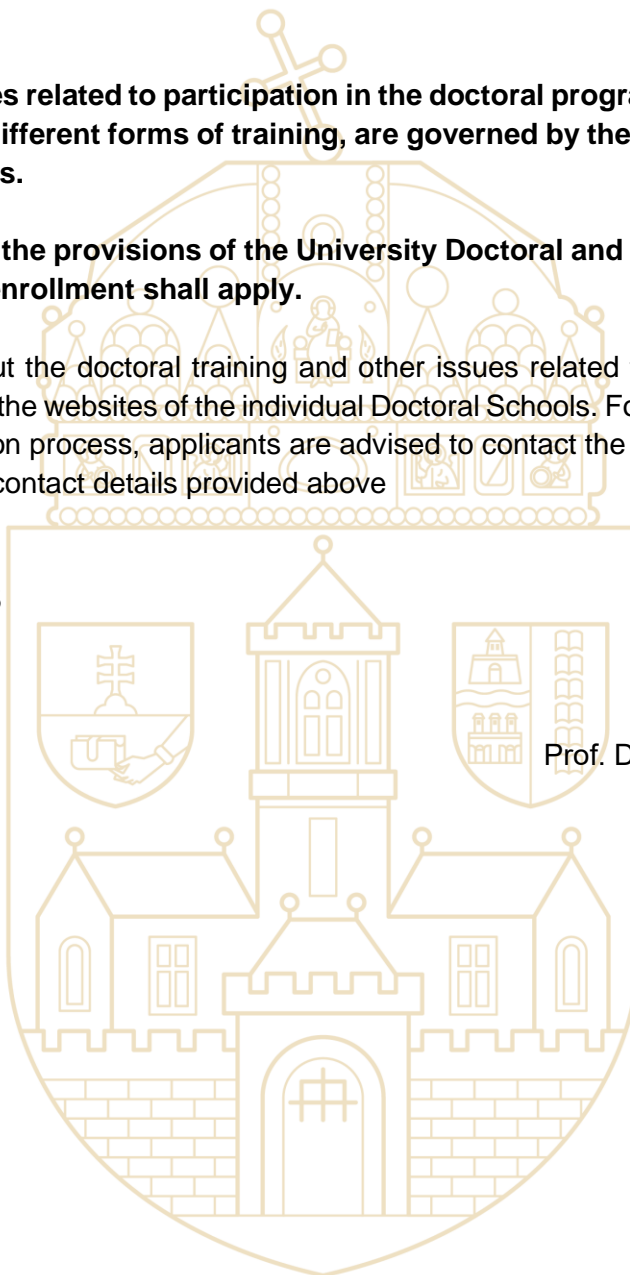 es related to participation in the doctoral progra
ifferent forms of training, are governed by the
s.
the provisions of the University Doctoral and
enrollment shall apply.
ut the doctoral training and other issues related
the websites of the individual Doctoral Schools. Fo
on process, applicants are advised to contact the
contact details provided above
Prof. D